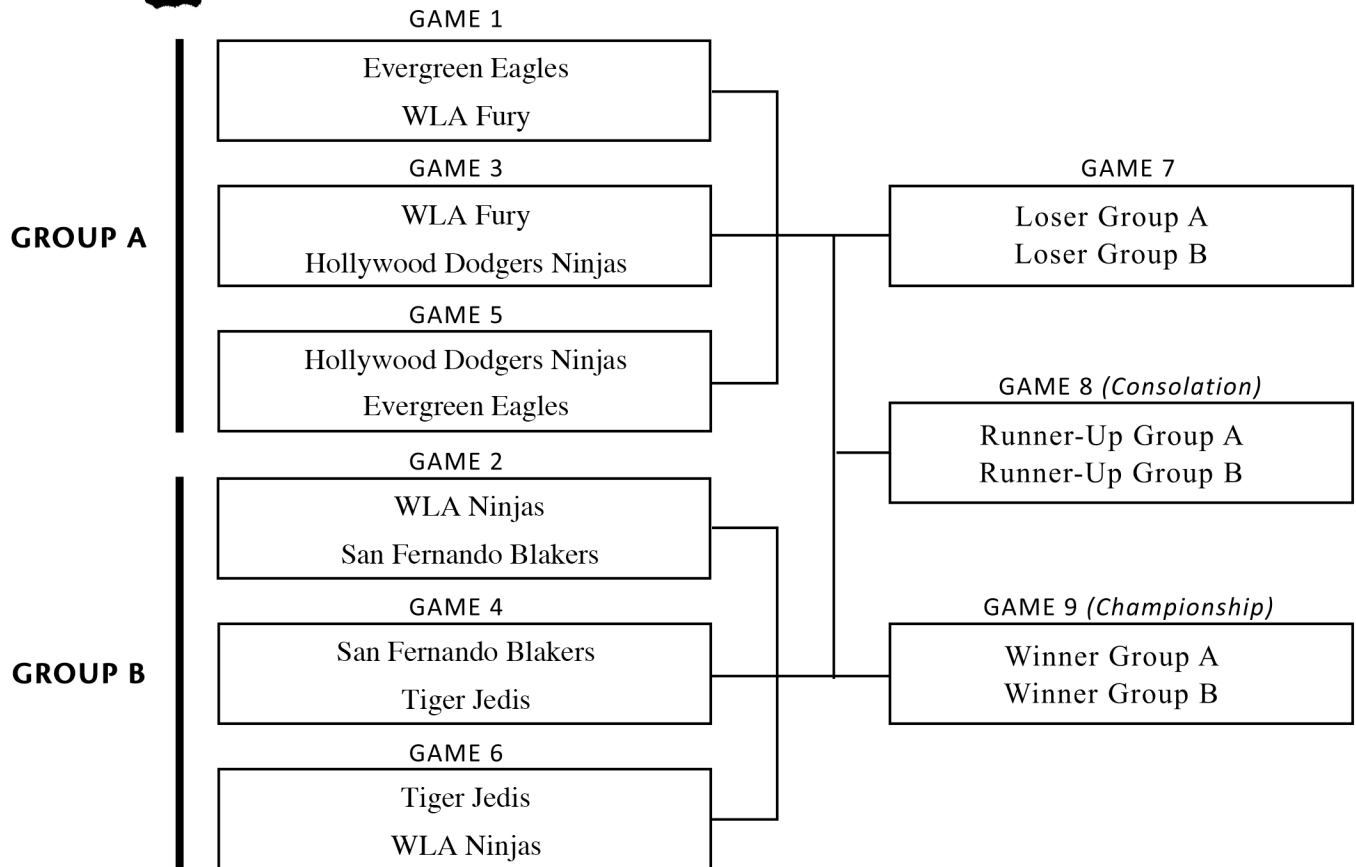 GAME 1
Evergreen Eagles
WLA Fury
GAME 3
WLA Fury
Hollywood Dodgers Ninjas
GROUP A
GAME 5
Hollywood Dodgers Ninjas
Evergreen Eagles
GAME 2
WLA Ninjas
San Fernando Blakers
GAME 4
San Fernando Blakers
Tiger Jedis
GROUP B
GAME 6
Tiger Jedis
WLA Ninjas
GAME 7
Loser Group A
Loser Group B
GAME 8 (Consolation)
Runner-Up Group A
Runner-Up Group B
GAME 9 (Championship)
Winner Group A
Winner Group B